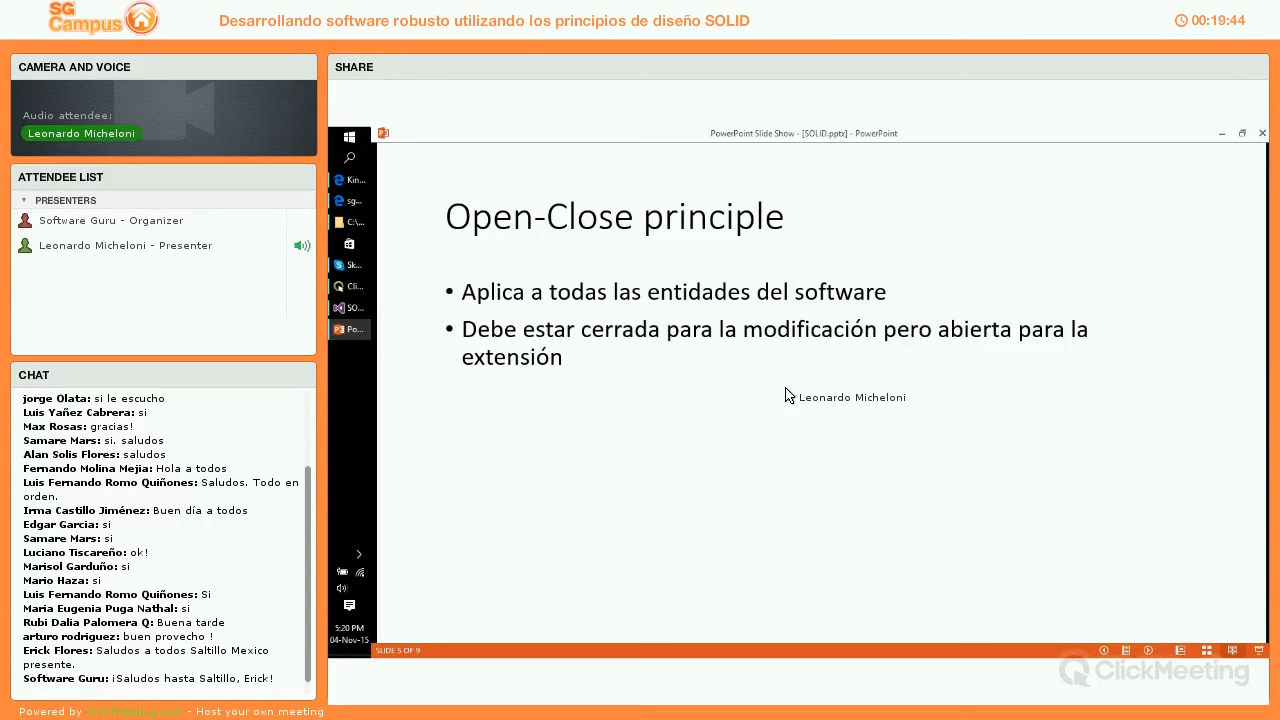 SG
Campus
Desarrollando software robusto utilizando los principios de diseño SOLID
00:19:44
CAMERA AND VOICE
Audio attendee:
Leonardo Micheloni
ATTENDEE LIST
PRESENTERS
Software Guru - Organizer
Leonardo Micheloni - Presenter
CHAT
jorge Olata: si le escucho
Luis Yañez Cabrera: si
Max Rosas: gracias!
Samare Mars: si. saludos
Alan Solis Flores: saludos
Fernando Molina Mejia: Hola a todos
Luis Fernando Romo Quiñones: Saludos. Todo en
orden.
Irma Castillo Jiménez: Buen día a todos
Edgar Garcia: si
Samare Mars: si
Luciano Tiscareño: ok!
Marisol Garduño: si
Mario Haza: si
Luis Fernando Romo Quiñones: Si
Maria Eugenia Puga Nathal: si
Rubi Dalia Palomera Q: Buena tarde
arturo rodriguez: buen provecho !
Erick Flores: Saludos a todos Saltillo Mexico
presente.
Software Guru: ¡Saludos hasta Saltillo, Erick!
Powered by ClickMeeting.com - Host your own meeting
SHARE
PowerPoint Slide Show - [SOLID.pptx] - PowerPoint
Kin...
sg...
C:\...
Sk...
Cli...
SO...
Po...
5:20 PM
04-Nov-15
Open-Close principle
• Aplica a todas las entidades del software
• Debe estar cerrada para la modificación pero abierta para la
extensión
Leonardo Micheloni
SLIDE 5 OF 9
ClickMeeting